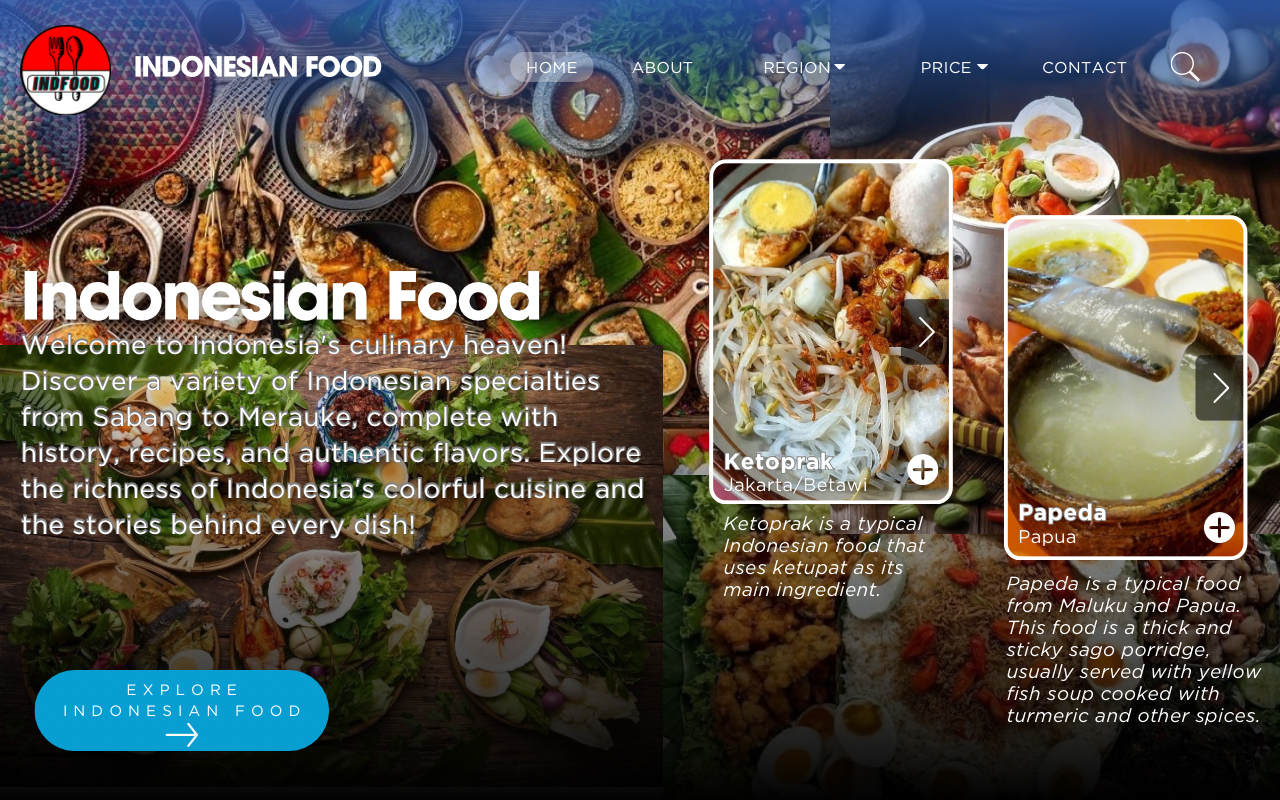 INDFOOD
INDONESIAN FOOD
HOME
ABOUT
REGION
PRICE
CONTACT
Indonesian Food
Welcome to Indonesia's culinary heaven!
Discover a variety of Indonesian specialties
from Sabang to Merauke, complete with
history, recipes, and authentic flavors. Explore
the richness of Indonesia's colorful cuisine and
the stories behind every dish!
EXPLORE
INDONESIAN FOOD
Ketoprak
Jakarta/Betawi
Ketoprak is a typical
Indonesian food that
uses ketupat as its
main ingredient.
Papeda
Papua
Papeda is a typical food
from Maluku and Papua.
This food is a thick and
sticky sago porridge,
usually served with yellow
fish soup cooked with
turmeric and other spices.